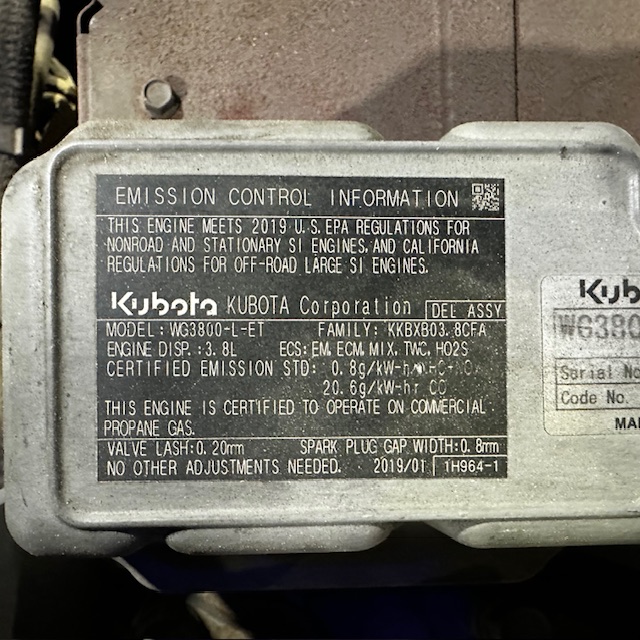 EMISSION CONTROL INFORMATION
THIS ENGINE MEETS 2019 U.S. EPA REGULATIONS FOR
NONROAD AND STATIONARY SI ENGINES, AND CALIFORNIA
REGULATIONS FOR OFF-ROAD LARGE SI ENGINES.
Kubota KUBOTA Corporation DEL ASSY
MODEL: WG3800-L-ET FAMILY: KKBXB03.8CFA
ENGINE DISP.:3.8L ECS: EM, ECM, MIX, TWC, HO2S
CERTIFIED EMISSION STD: 0.8g/kW-hr
20.6g/kW-hr CO
THIS ENGINE IS CERTIFIED TO OPERATE ON COMMERCIAL
PROPANE GAS.
VALVE LASH:0.20mm SPARK PLUG GAP WIDTH:0.8mm
NO OTHER ADJUSTMENTS NEEDED. 2019/01 1H964-1
Kub
WG380
Serial No
Code No.
MA